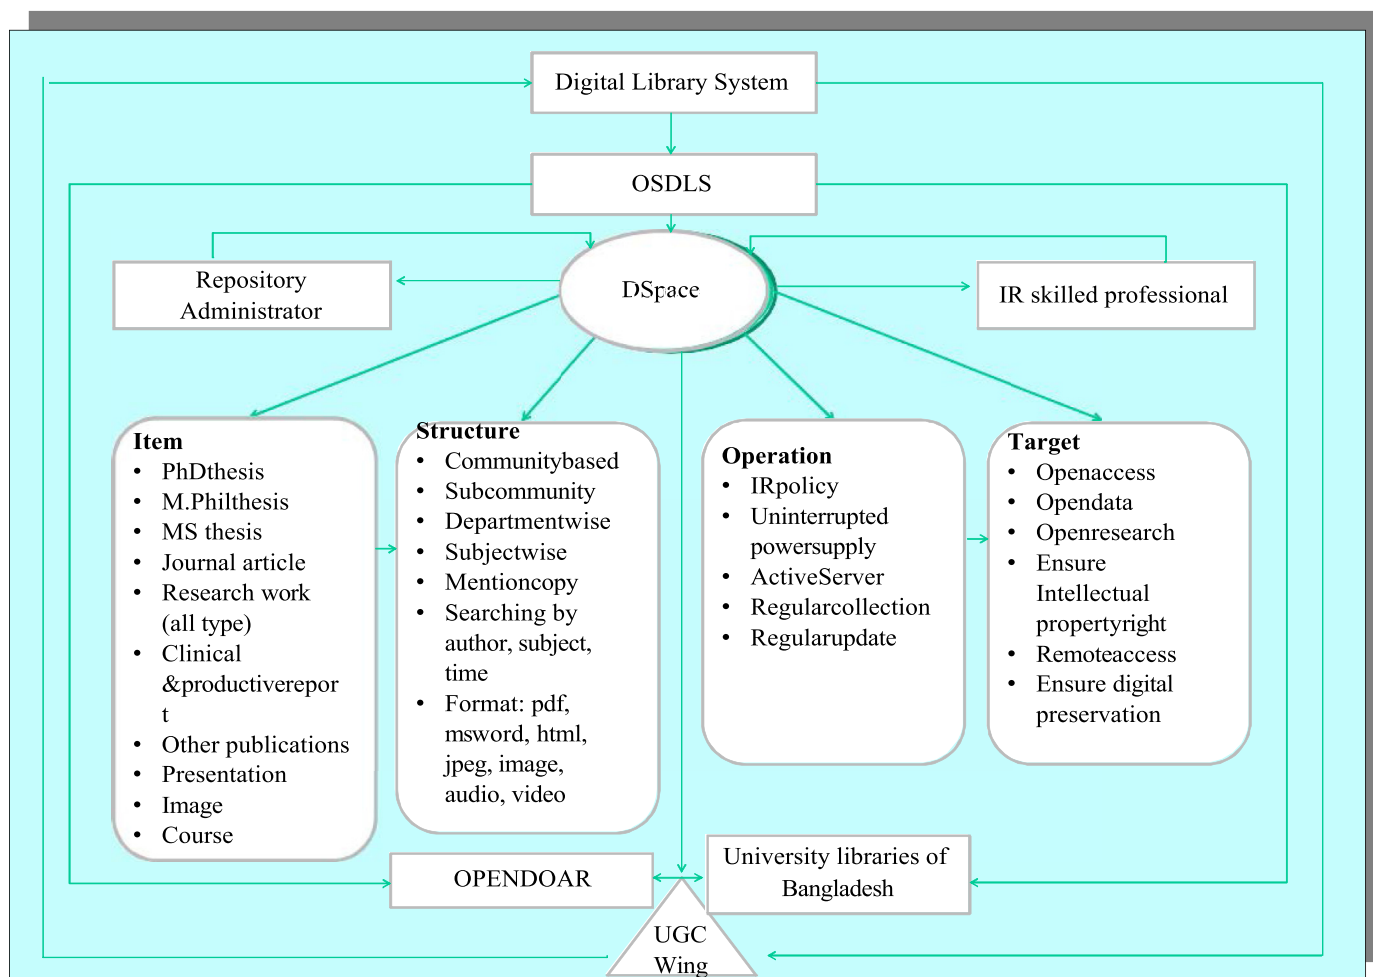 Digital Library System
OSDLS
DSpace
Repository
Administrator
IR skilled professional
Item
• PhDthesis
• M.Philthesis
• MS thesis
• Journal article
• Research work
(all type)
• Clinical
&productiverepor
t
• Other publications
• Presentation
• Image
• Course
Structure
• Communitybased
• Subcommunity
• Departmentwise
• Subjectwise
• Mentioncopy
• Searching by
author, subject,
time
• Format: pdf,
msword, html,
jpeg, image,
audio, video
Operation
• IRpolicy
• Uninterrupted
powersupply
• ActiveServer
• Regularcollection
• Regularupdate
Target
• Openaccess
• Opendata
• Openresearch
• Ensure
Intellectual
propertyright
• Remoteaccess
• Ensure digital
preservation
OPENDOAR
University libraries of
Bangladesh
UGC
Wing